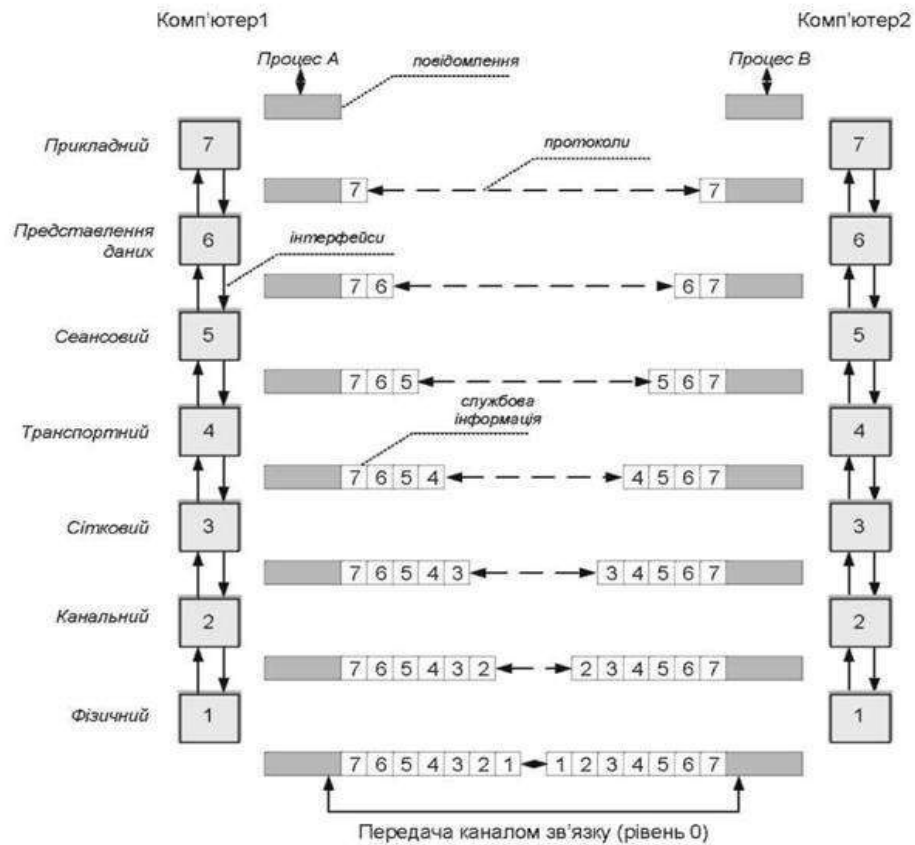 Комп'ютер1
Комп'ютер2
Процес А
повідомлення
Процес В
Прикладний
7
7
протоколи
7
7
Представлення
даних
6
6
інтерфейси
7 6
6 7
Сеансовий
5
5
7 6 5
5 6 7
службова
інформація
Транспортний
4
4
7 6 5 4
4 5 6 7
Сітковий
3
3
7 6 5 4 3
3 4 5 6 7
Канальний
2
2
7 6 5 4 3 2
2 3 4 5 6 7
Фізичний
1
1
7 6 5 4 3 2 1
1 2 3 4 5 6 7
Передача каналом зв'язку (рівень 0)